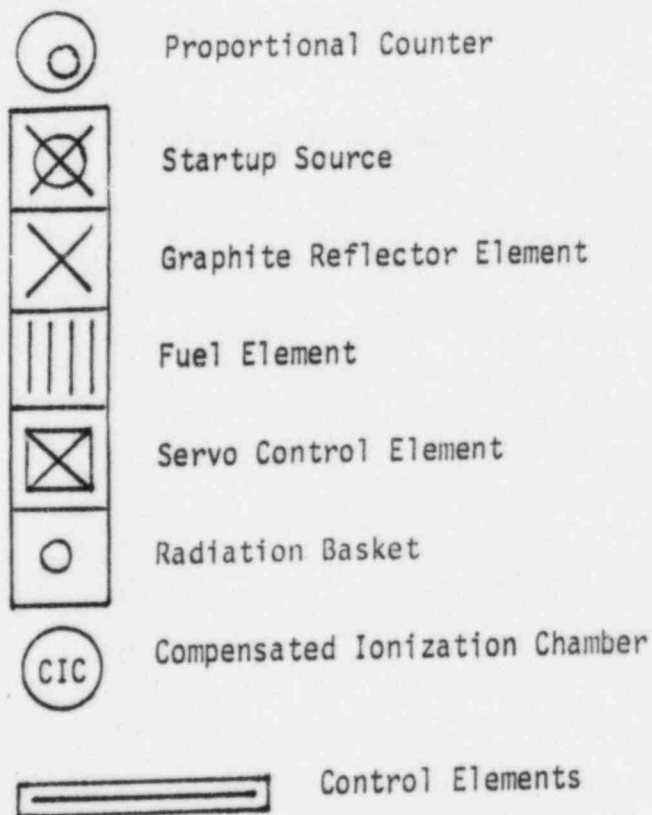 Proportional Counter
Startup Source
Graphite Reflector Element
Fuel Element
Servo Control Element
Radiation Basket
CIC Compensated Ionization Chamber
Control Elements